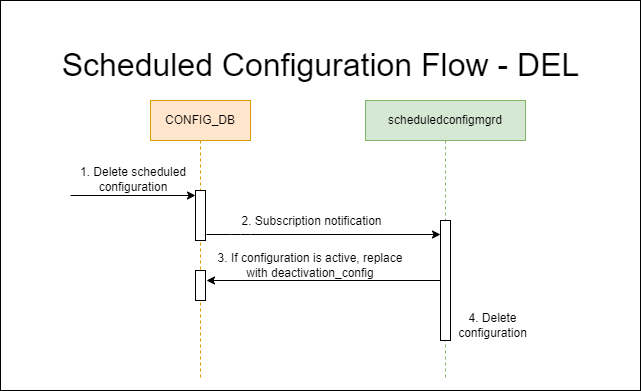 Scheduled Configuration Flow - DEL
CONFIG_DB
scheduledconfigmgrd
1. Delete scheduled
configuration
2. Subscription notification
3. If configuration is active, replace
with deactivation_config
4. Delete
configuration